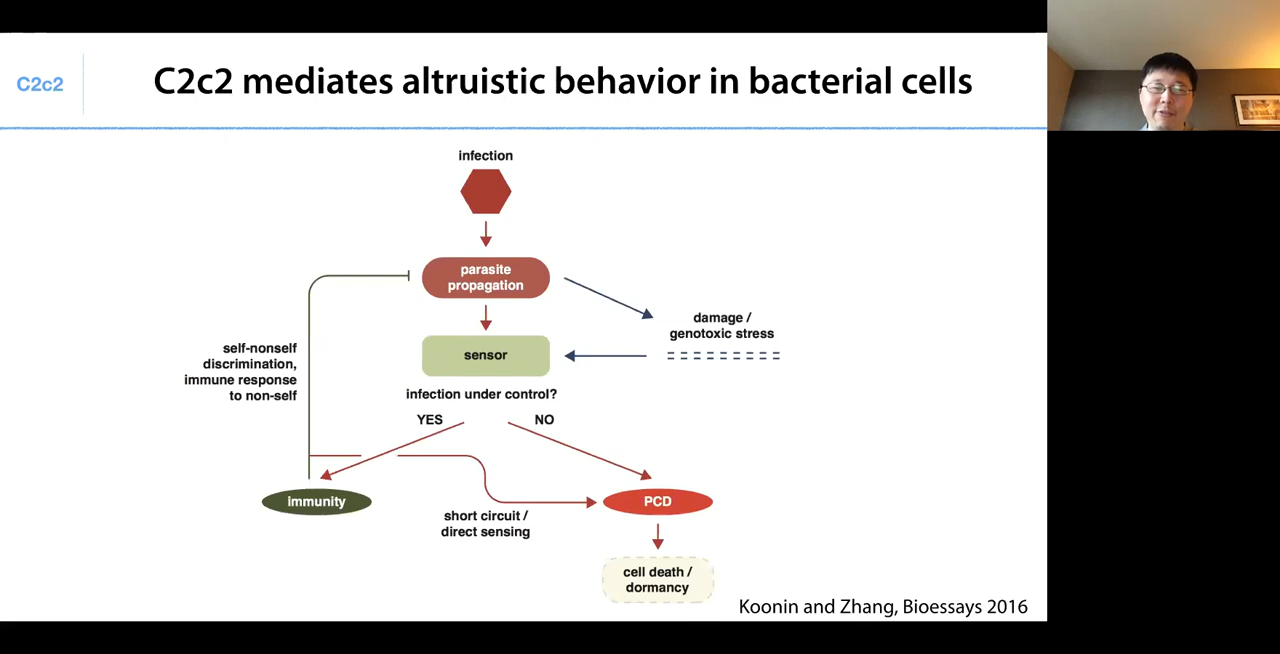 C2c2
C2c2 mediates altruistic behavior in bacterial cells
infection
parasite
propagation
damage /
genotoxic stress
sensor
self-nonself
discrimination,
immune response
to non-self
infection under control?
YES
NO
immunity
PCD
short circuit /
direct sensing
cell death /
dormancy
Koonin and Zhang, Bioessays 2016